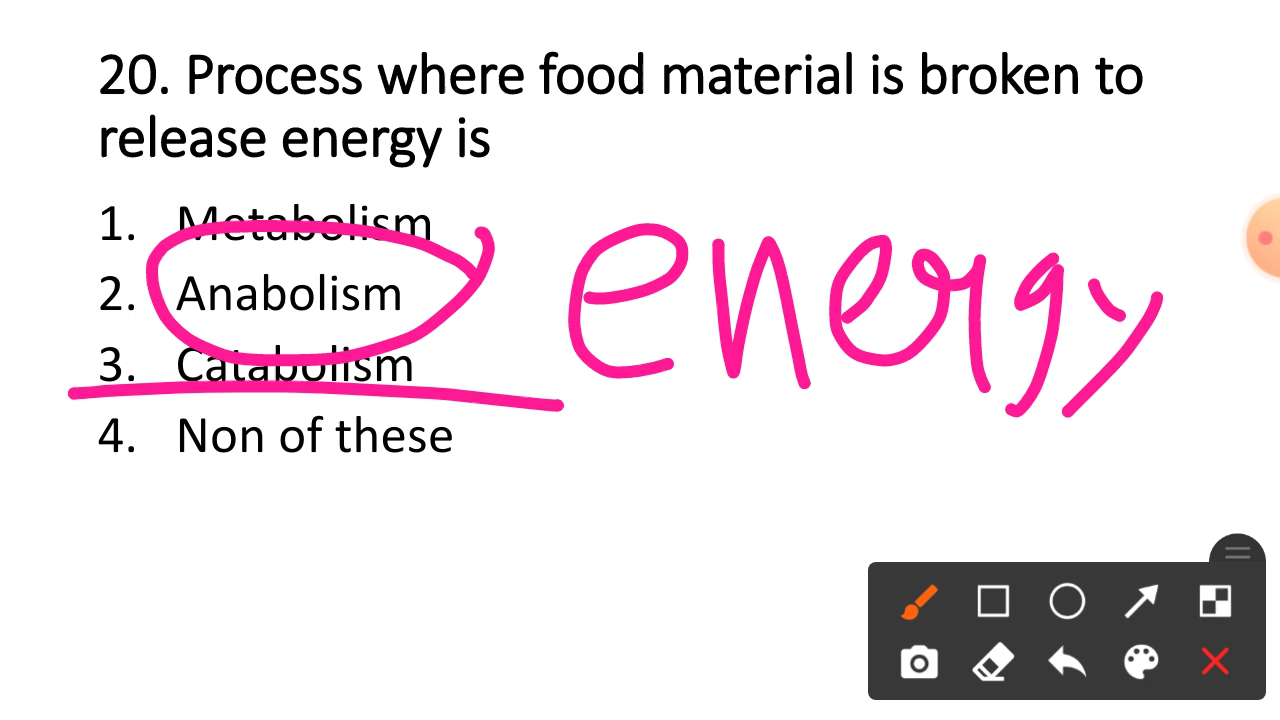 20. Process where food material is broken to
release energy is
1. Metabolism
2. Anabolism
energy
3. Catabolism
4. Non of these